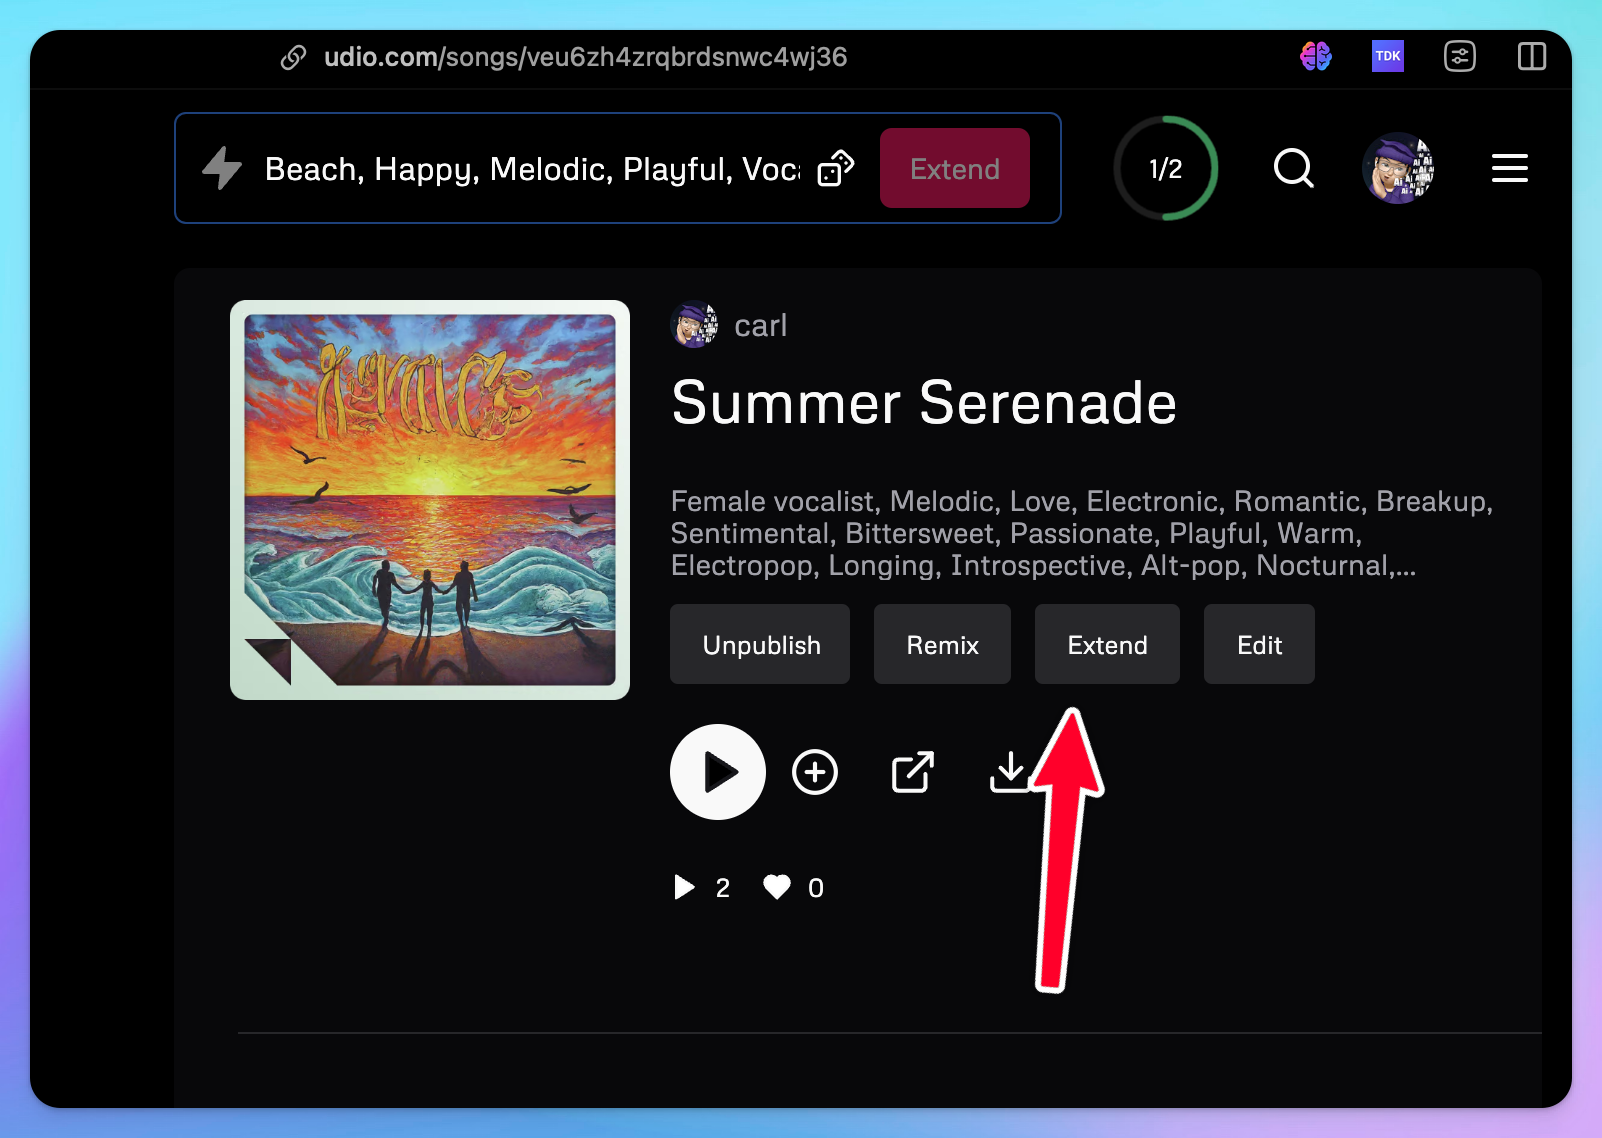 udio.com/songs/veu6zh4zrqbrdsnwc4wj36
TDK
Beach, Happy, Melodic, Playful, Voca
Extend
1/2
carl
Summer Serenade
Female vocalist, Melodic, Love, Electronic, Romantic, Breakup,
Sentimental, Bittersweet, Passionate, Playful, Warm,
Electropop, Longing, Introspective, Alt-pop, Nocturnal,...
Unpublish
Remix
Extend
Edit
2
0